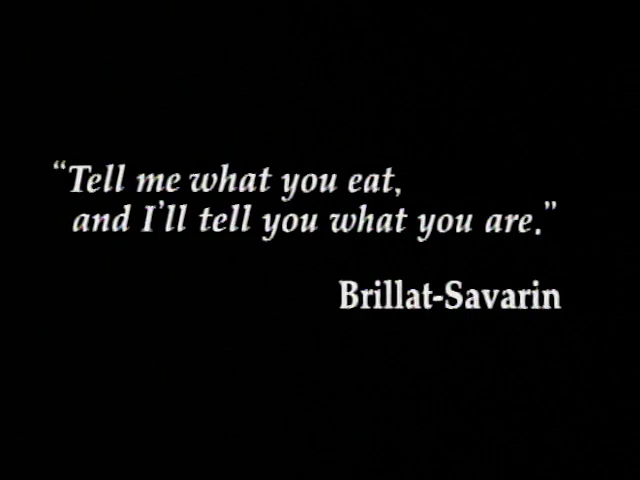 “Tell me what you eat,
and I’ll tell you what you are.”
Brillat-Savarin